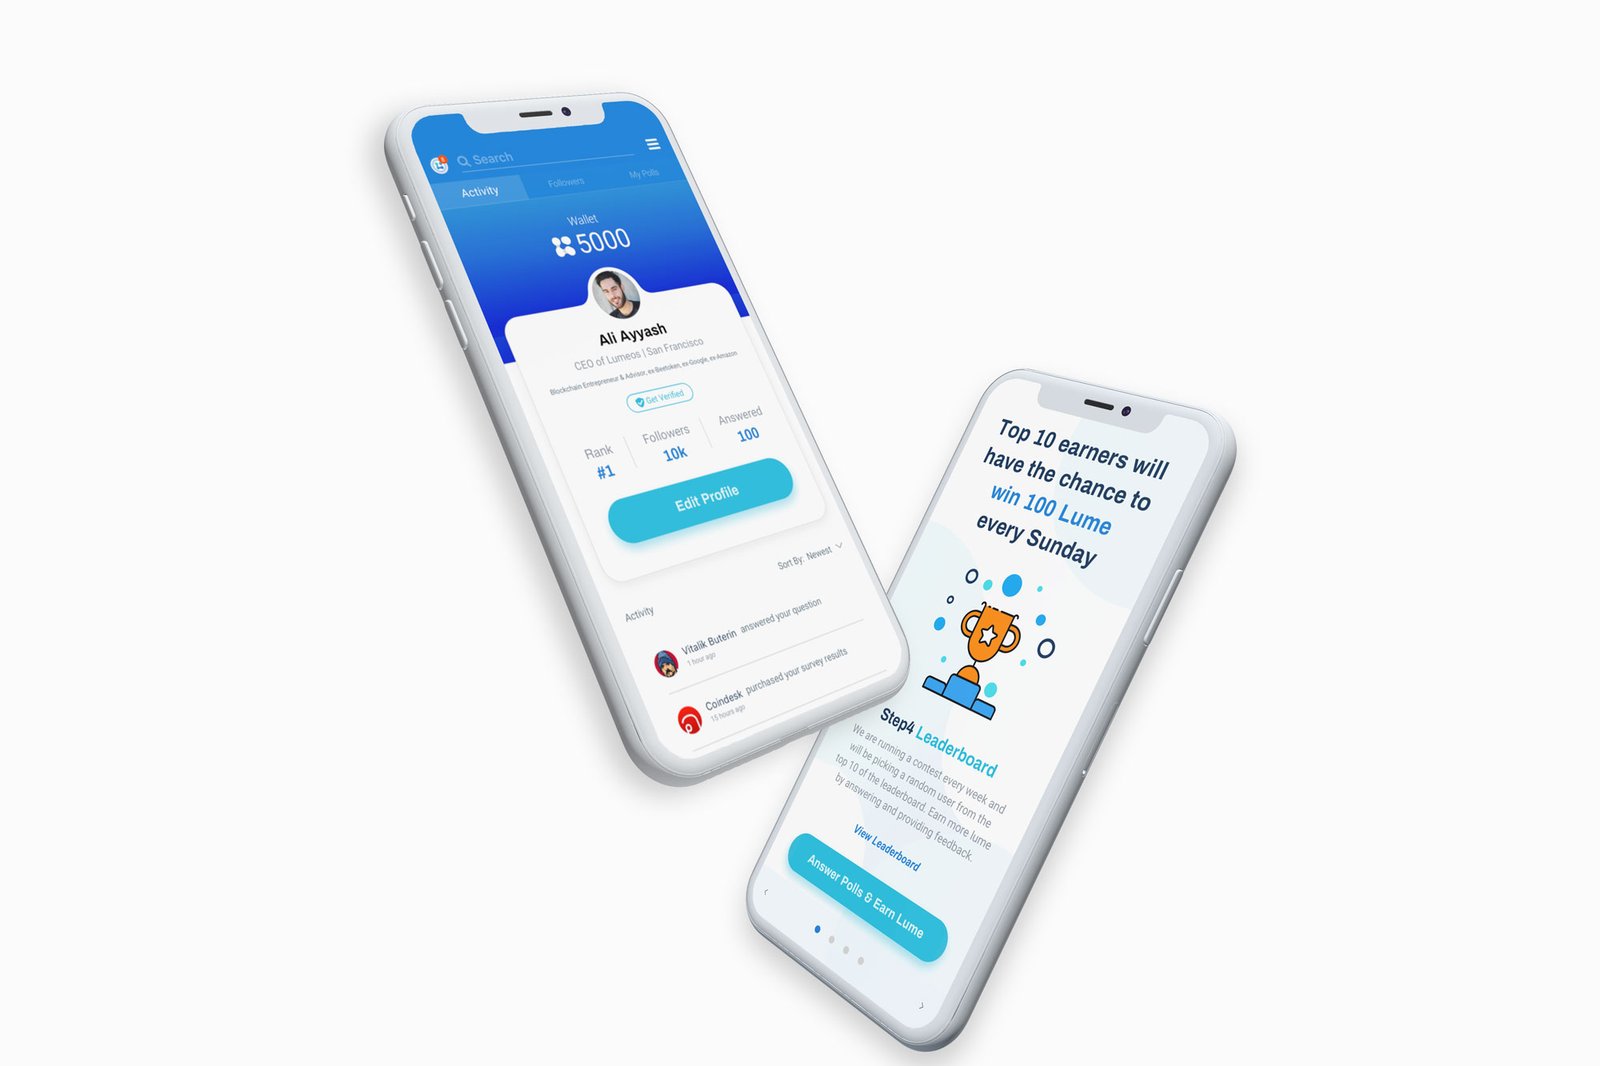 Search
Activity
Followers
My Polls
Wallet
5000
Ali Ayyash
CEO of Lumeos | San Francisco
Blockchain Entrepreneur & Advisor, ex-Beetoken, ex-Google, ex-Amazon
Get Verified
Rank
#1
Followers
10k
Answered
100
Edit Profile
Sort By: Newest
Activity
Vitalik Buterin answered your question
1 hour ago
Coindesk purchased your survey results
15 hours ago
Top 10 earners will
have the chance to
win 100 Lume
every Sunday
Step4 Leaderboard
We are running a contest every week and
will be picking a random user from the
top 10 of the leaderboard. Earn more lume
by answering and providing feedback.
View Leaderboard
Answer Polls & Earn Lume